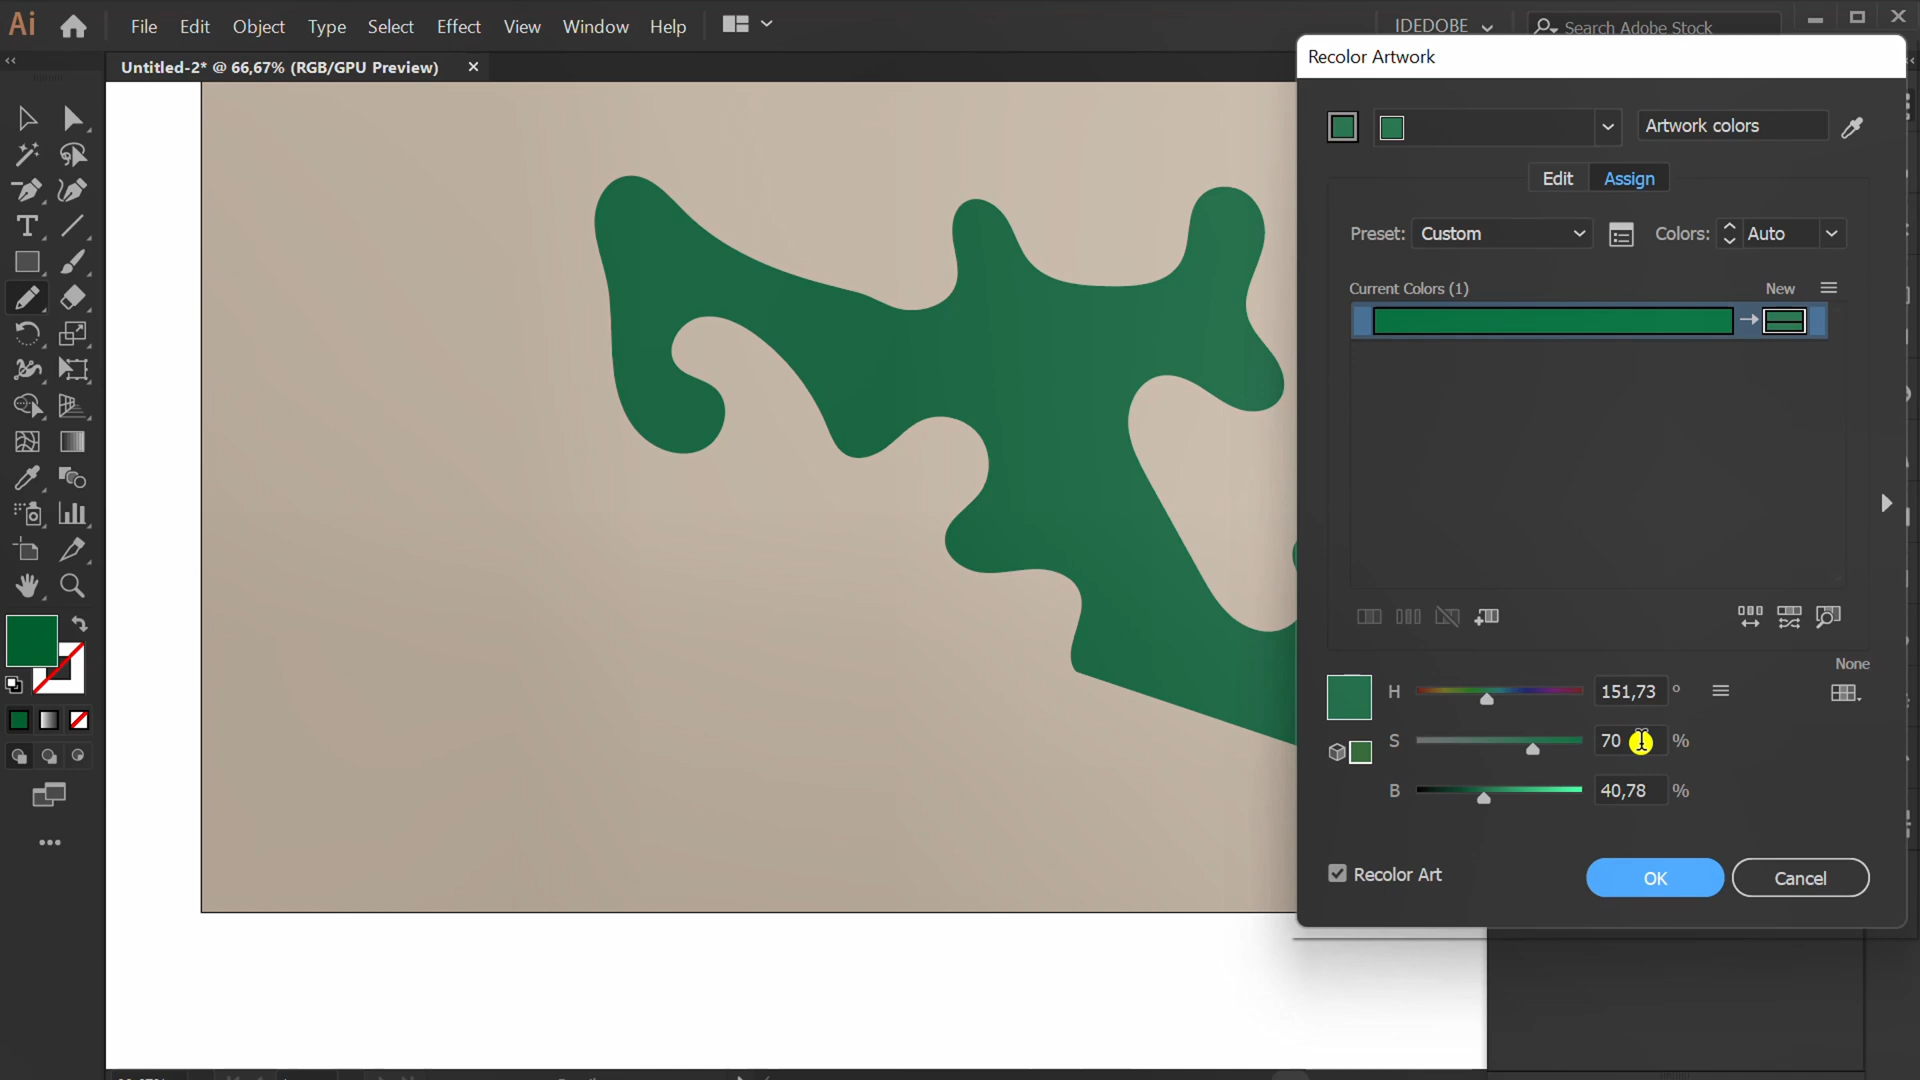 Ai File Edit Object Type Select Effect View Window Help IDEDOBE Search Adobe Stock
Untitled-2* @ 66,67% (RGB/GPU Preview) ×
Recolor Artwork
Artwork colors
Edit Assign
Preset: Custom Colors: Auto
Current Colors (1) New
None
H 151,73 °
S 70 %
B 40,78 %
Recolor Art OK Cancel